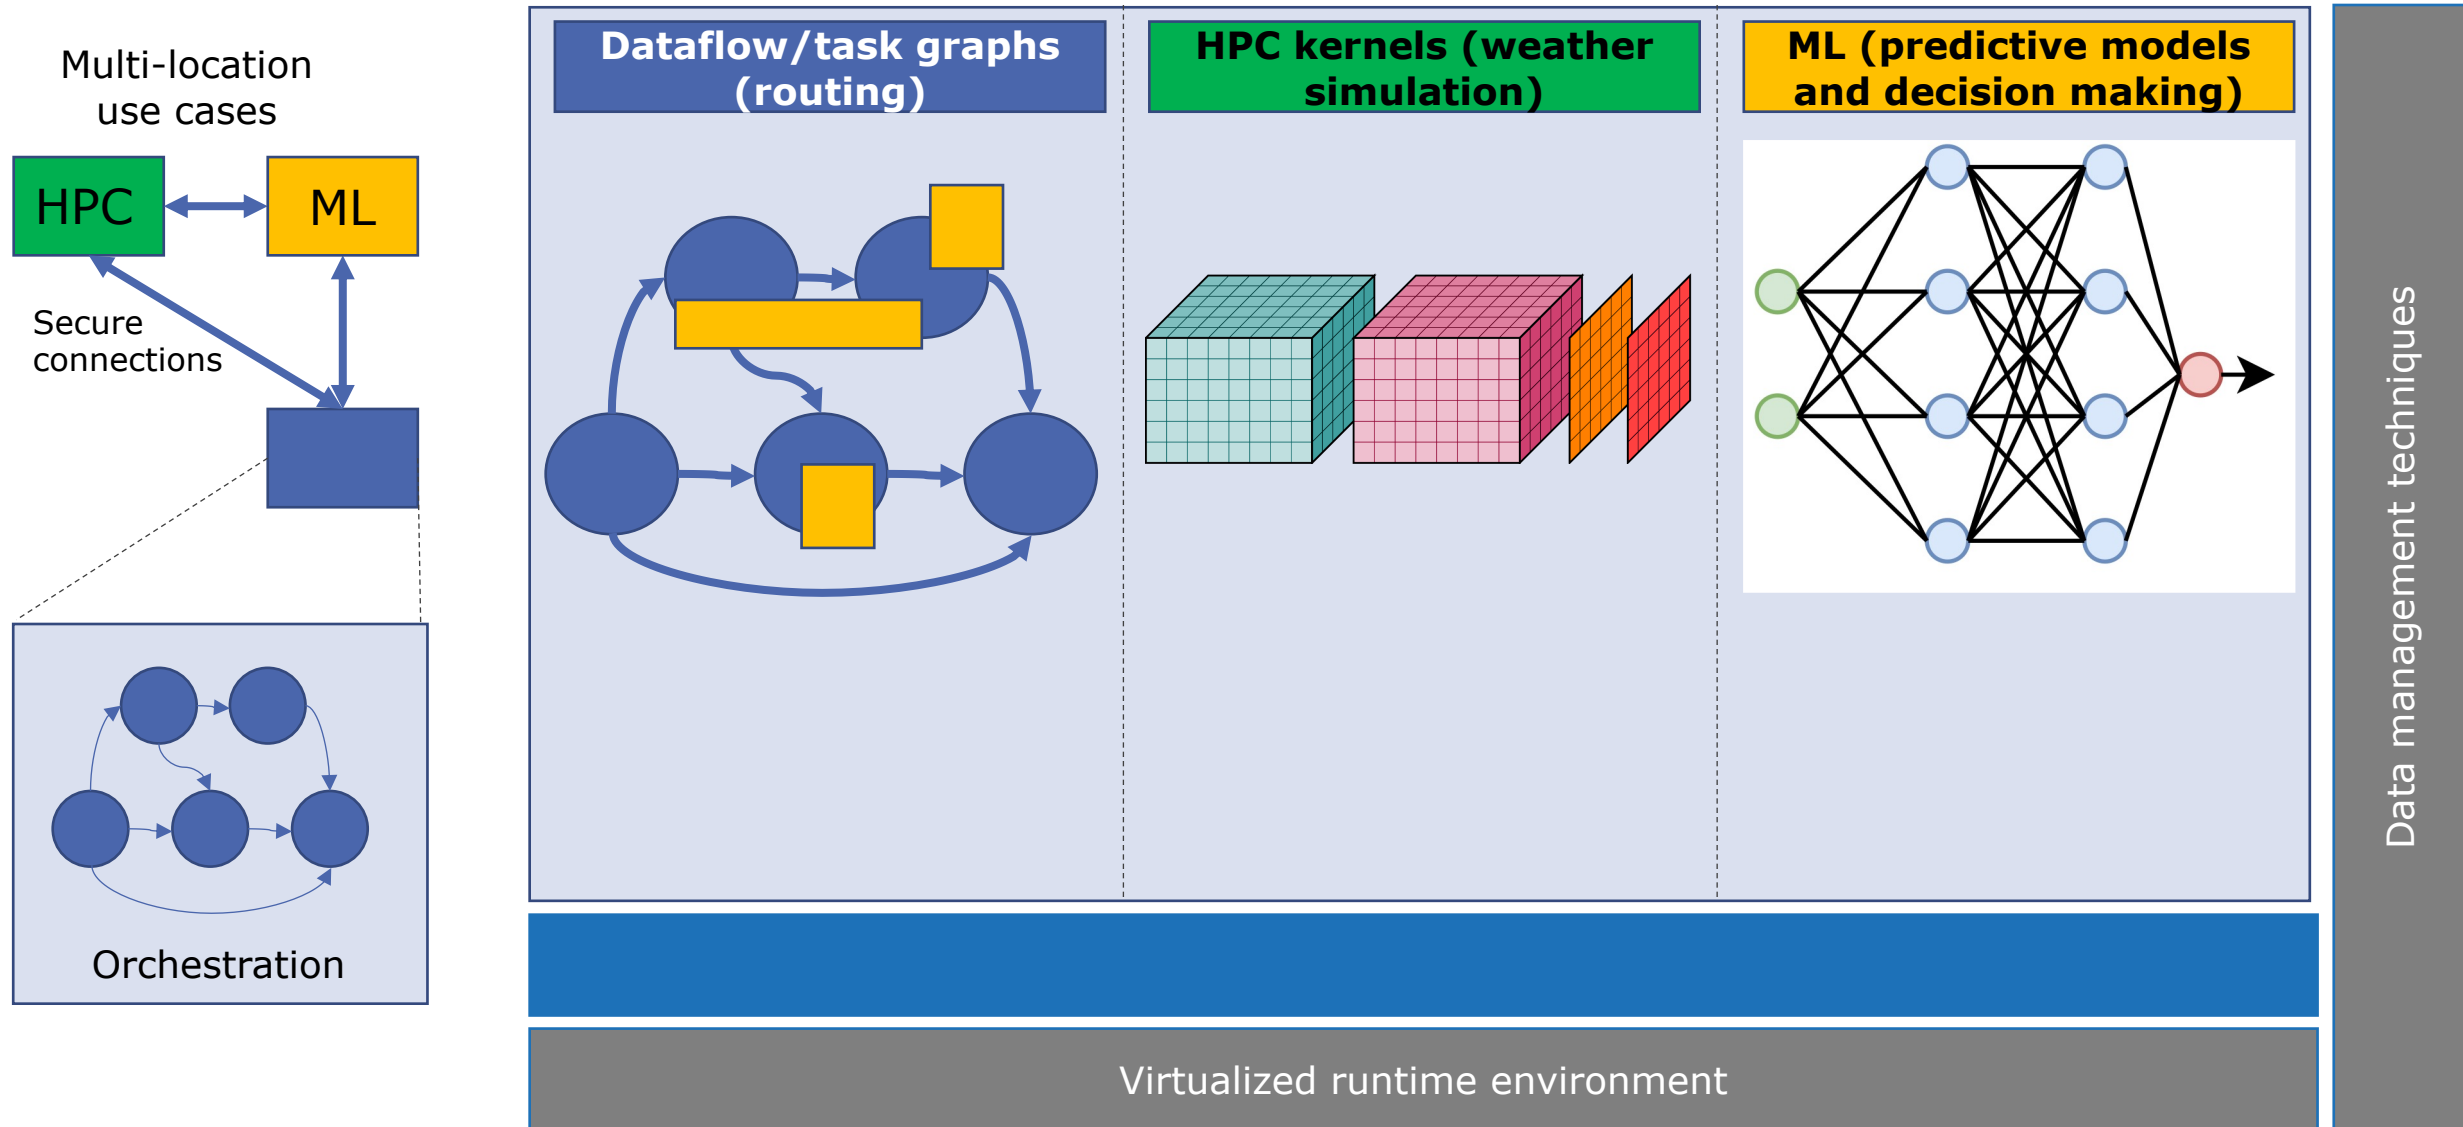 Multi-location
use cases
HPC
ML
Secure
connections
Orchestration
Dataflow/task graphs
(routing)
HPC kernels (weather
simulation)
ML (predictive models
and decision making)
Virtualized runtime environment
Data management techniques